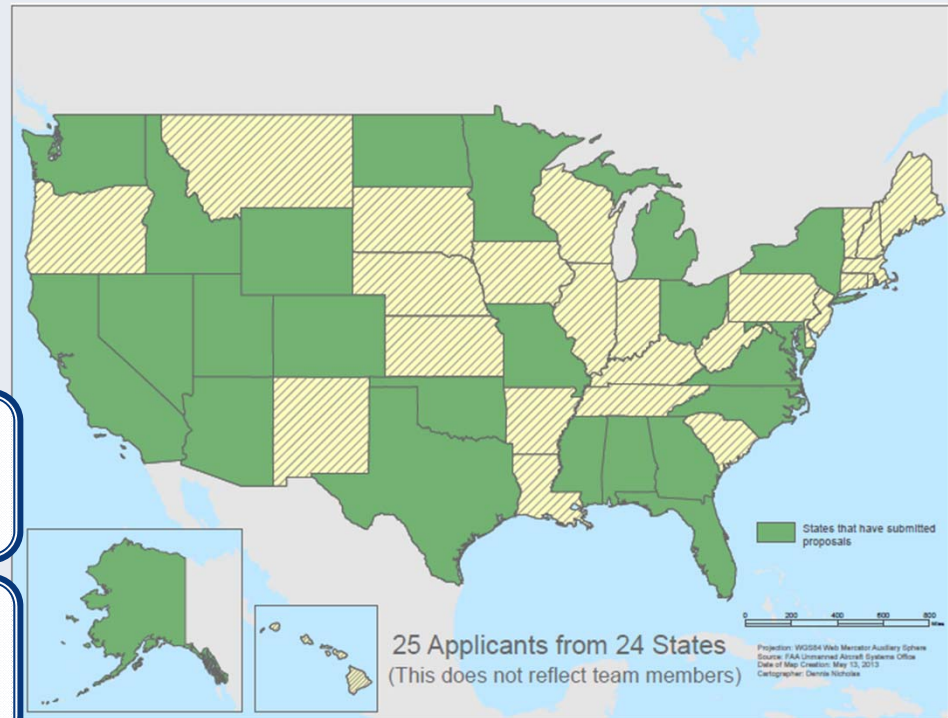 States that have submitted
proposals
0 200 400 600 800
Miles
25 Applicants from 24 States
(This does not reflect team members)
Projection: WGS84 Web Mercator Auxiliary Sphere
Source: FAA Unmanned Aircraft Systems Office
Date of Map Creation: May 13, 2013
Cartographer: Dennis Nicholas